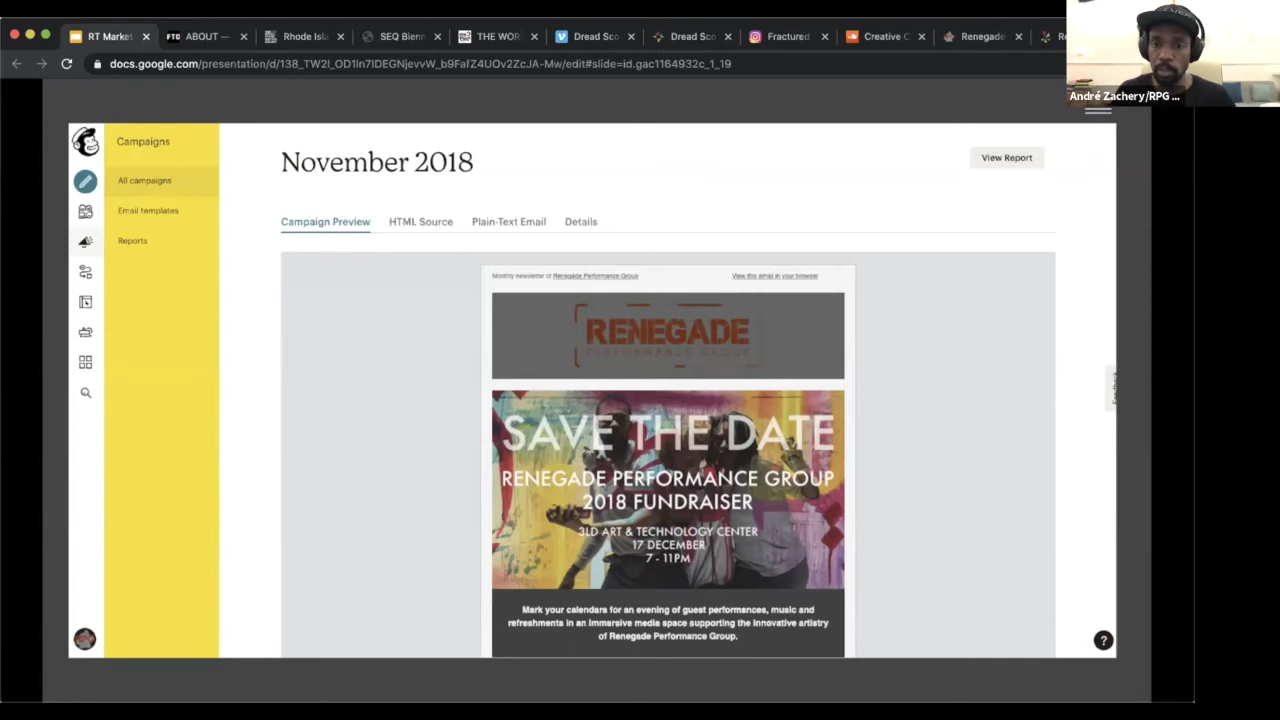 RT Market
ABOUT —
Rhode Isla
SEQ Bienn
THE WOR
Dread Sco
Dread Sco
Fractured
Creative C
Renegade
Re
docs.google.com/presentation/d/138_TW2l_OD1ln7IDEGNjevvW_b9FafZ4UOv2ZcJA-Mw/edit#slide=id.gac1164932c_1_19
André Zachery/RPG ...
Campaigns
All campaigns
Email templates
Reports
November 2018
View Report
Campaign Preview
HTML Source
Plain-Text Email
Details
Monthly newsletter of Renegade Performance Group
View this email in your browser
RENEGADE
PERFORMANCE GROUP
SAVE THE DATE
RENEGADE PERFORMANCE GROUP
2018 FUNDRAISER
3LD ART & TECHNOLOGY CENTER
17 DECEMBER
7 - 11PM
Mark your calendars for an evening of guest performances, music and
refreshments in an immersive media space supporting the innovative artistry
of Renegade Performance Group.
Feedback
?